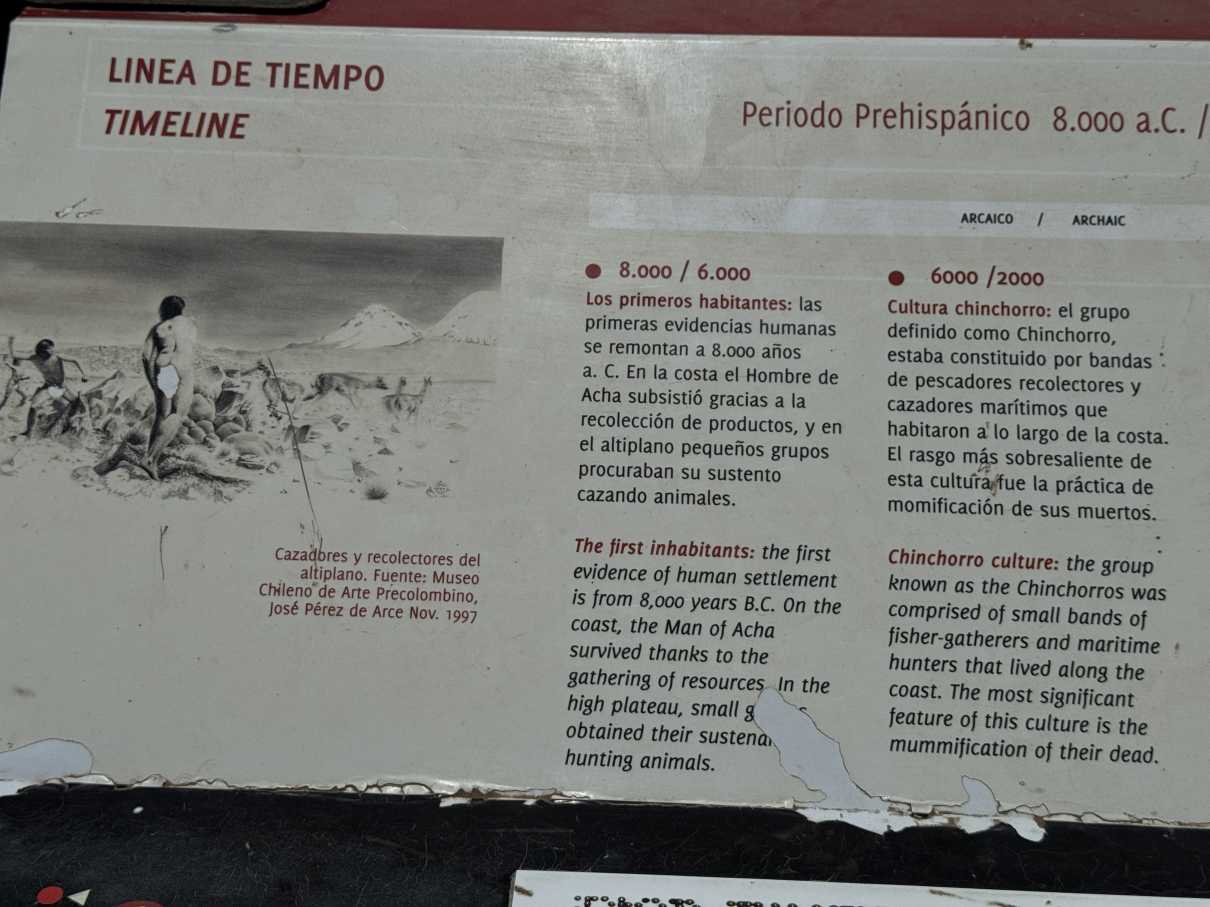 LINEA DE TIEMPO
TIMELINE
Periodo Prehispánico 8.000 a.C. /
ARCAICO / ARCHAIC
Cazadores y recolectores del
altiplano. Fuente: Museo
Chileno de Arte Precolombino,
José Pérez de Arce Nov. 1997
8.000 / 6.000
Los primeros habitantes: las
primeras evidencias humanas
se remontan a 8.000 años
a. C. En la costa el Hombre de
Acha subsistió gracias a la
recolección de productos, y en
el altiplano pequeños grupos
procuraban su sustento
cazando animales.
The first inhabitants: the first
evidence of human settlement
is from 8,000 years B.C. On the
coast, the Man of Acha
survived thanks to the
gathering of resources. In the
high plateau, small
obtained their
hunting animals.
6000 /2000
Cultura chinchorro: el grupo
definido como Chinchorro,
estaba constituido por bandas
de pescadores recolectores y
cazadores marítimos que
habitaron a lo largo de la costa.
El rasgo más sobresaliente de
esta cultura fue la práctica de
momificación de sus muertos.
Chinchorro culture: the group
known as the Chinchorros was
comprised of small bands of
fisher-gatherers and maritime
hunters that lived along the
coast. The most significant
feature of this culture is the
mummification of their dead.